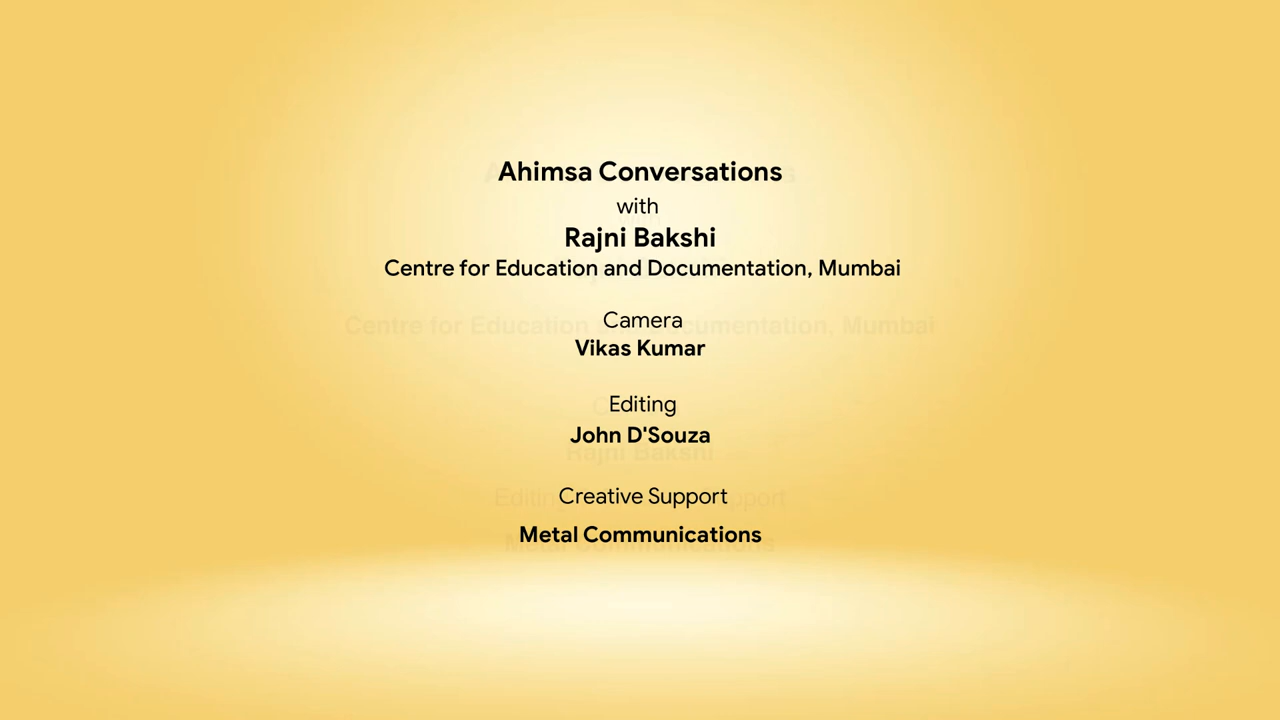 Ahimsa Conversations
with
Rajni Bakshi
Centre for Education and Documentation, Mumbai
Camera
Vikas Kumar
Editing
John D'Souza
Creative Support
Metal Communications